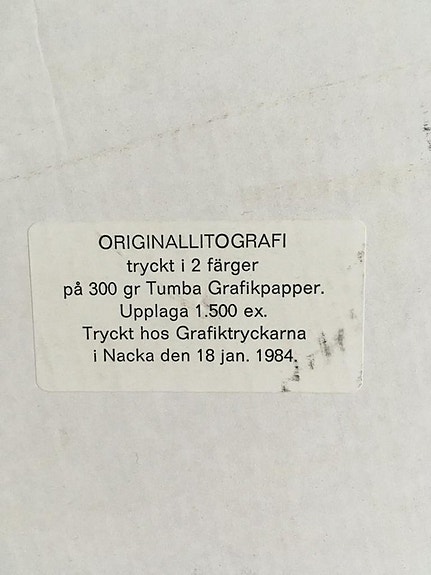 ORIGINALLITOGRAFI
tryckt i 2 färger
på 300 gr Tumba Grafikpapper.
Upplaga 1.500 ex.
Tryckt hos Grafiktryckarna
i Nacka den 18 jan. 1984.